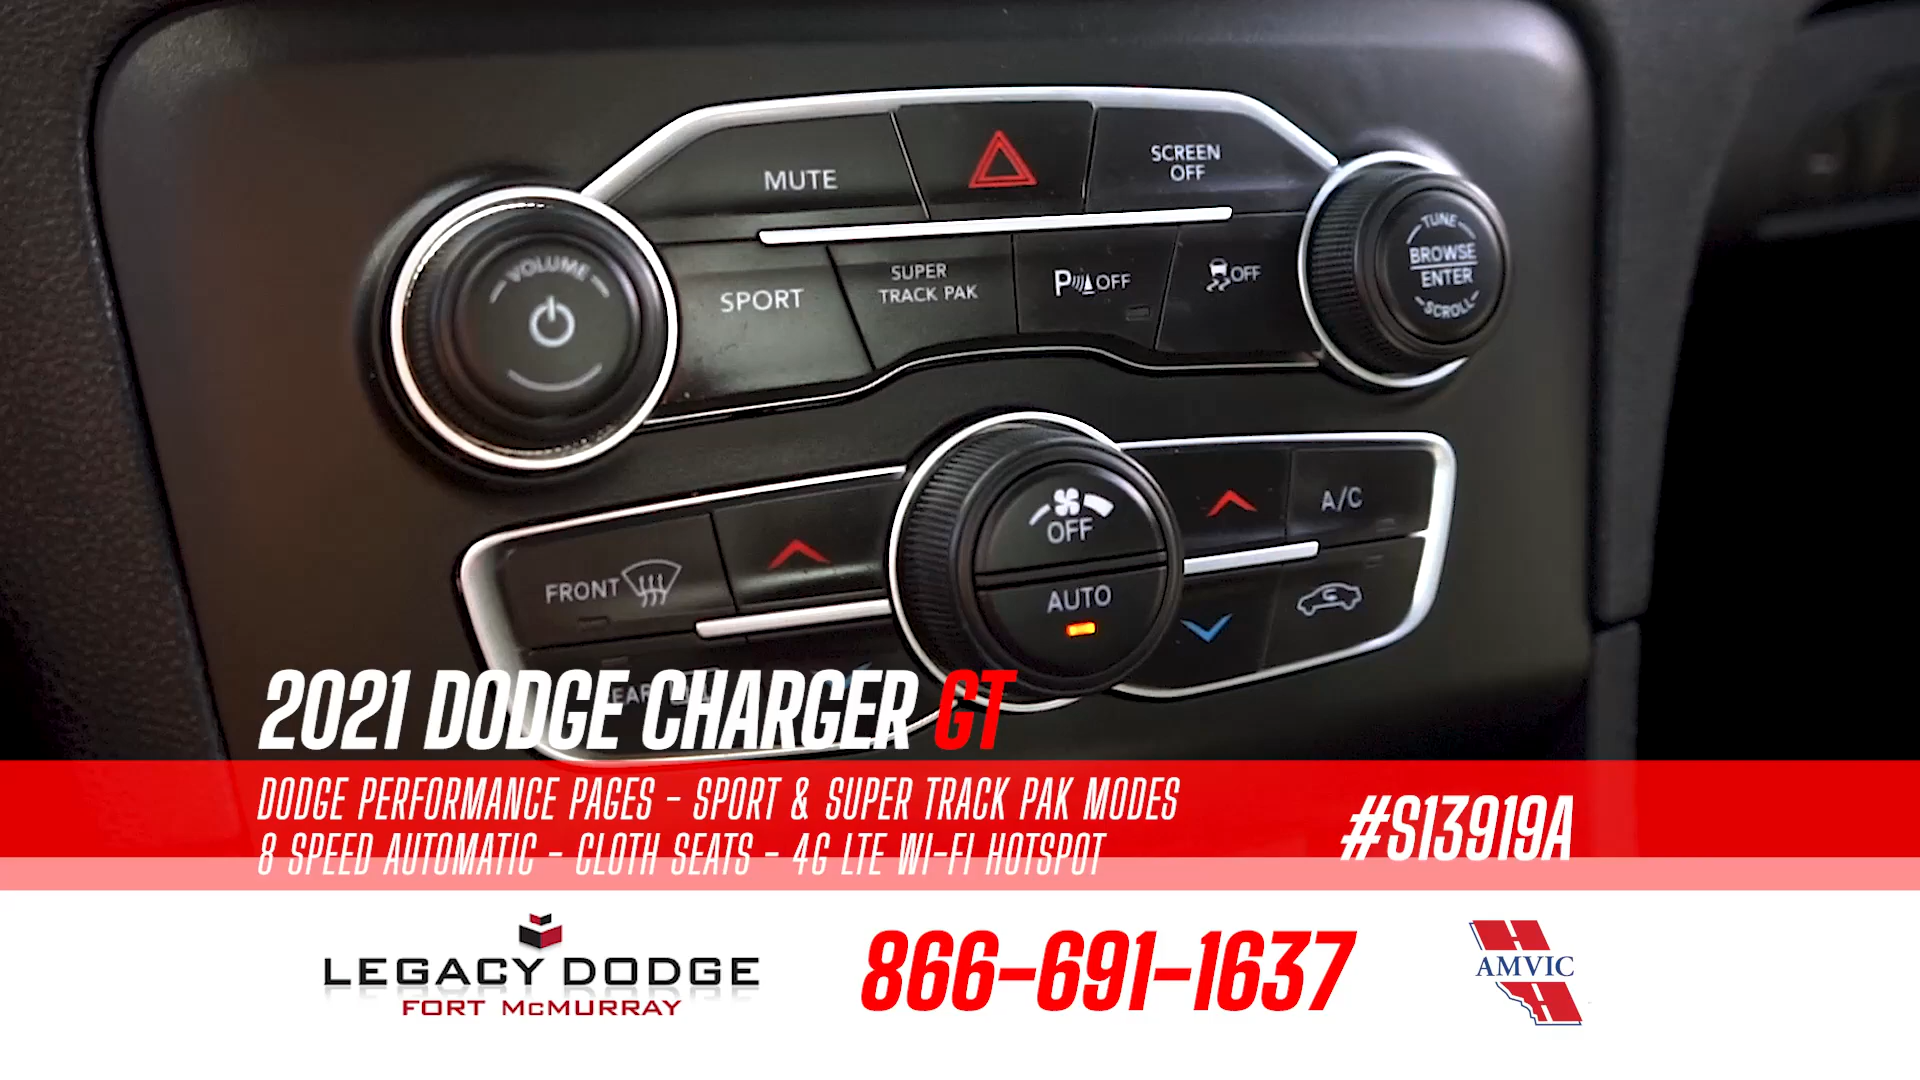 MUTE
SCREEN
OFF
VOLUME
SPORT
SUPER
TRACK PAK
P OFF
OFF
TUNE
BROWSE
ENTER
SCROLL
OFF
AUTO
A/C
FRONT
2021 DODGE CHARGER GT
DODGE PERFORMANCE PAGES - SPORT & SUPER TRACK PAK MODES
8 SPEED AUTOMATIC - CLOTH SEATS - 4G LTE WI-FI HOTSPOT
#S13919A
LEGACY DODGE
FORT MCMURRAY
866-691-1637
AMVIC